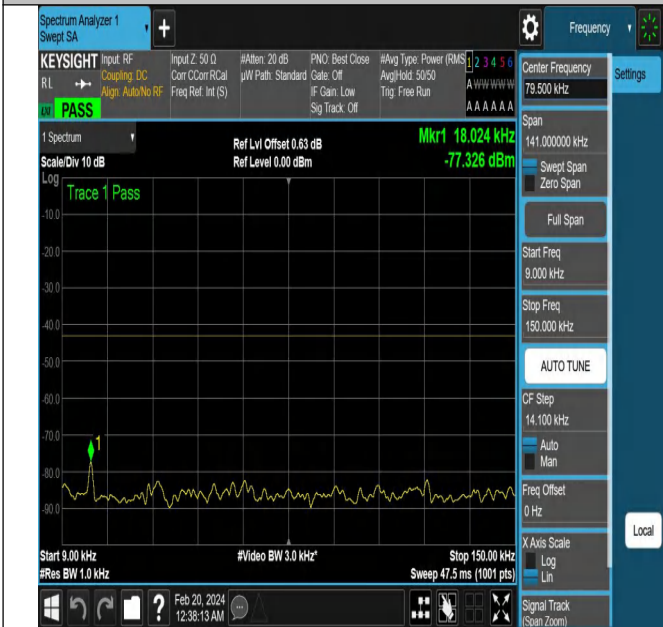 Spectrum Analyzer 1
Swept SA
Frequency
KEYSIGHT
RL
Input: RF
Coupling: DC
Align: Auto/No RF
Input Z: 50 Ω
Corr CCorr RCal
Freq Ref: Int (S)
#Atten: 20 dB
µW Path: Standard
PNO: Best Close
Gate: Off
IF Gain: Low
Sig Track: Off
#Avg Type: Power (RMS
Avg|Hold: 50/50
Trig: Free Run
1 2 3 4 5 6
A W W W W W
A A A A A A
LXI PASS
1 Spectrum
Scale/Div 10 dB
Log
Ref Lvl Offset 0.63 dB
Ref Level 0.00 dBm
Mkr1 18.024 kHz
-77.326 dBm
Trace 1 Pass
-10.0
-20.0
-30.0
-40.0
-50.0
-60.0
-70.0
-80.0
-90.0
1
Start 9.00 kHz
#Res BW 1.0 kHz
#Video BW 3.0 kHz*
Stop 150.00 kHz
Sweep 47.5 ms (1001 pts)
?
Feb 20, 2024
12:38:13 AM
Center Frequency
79.500 kHz
Span
141.000000 kHz
Swept Span
Zero Span
Full Span
Start Freq
9.000 kHz
Stop Freq
150.000 kHz
AUTO TUNE
CF Step
14.100 kHz
Auto
Man
Freq Offset
0 Hz
X Axis Scale
Log
Lin
Signal Track
(Span Zoom)
Settings
Local